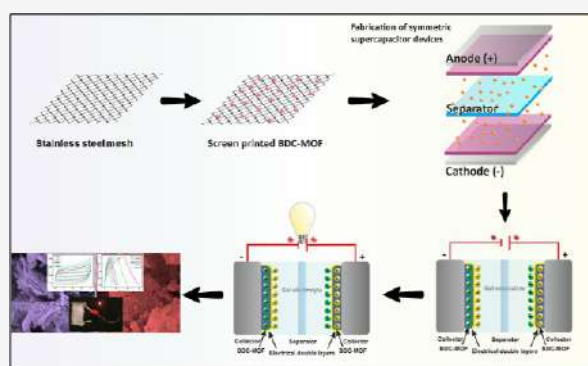 Fabrication of symmetric
supercapacitor devices
Anode (+)
Separator
Cathode (-)
Stainless steelmesh
Screen printed BDC-MOF
- +
- +
Collector Separator Collector
BDC-MOF BDC-MOF
Electrical double layers
Collector Separator Collector
BDC-MOF BDC-MOF
Electrical double layers